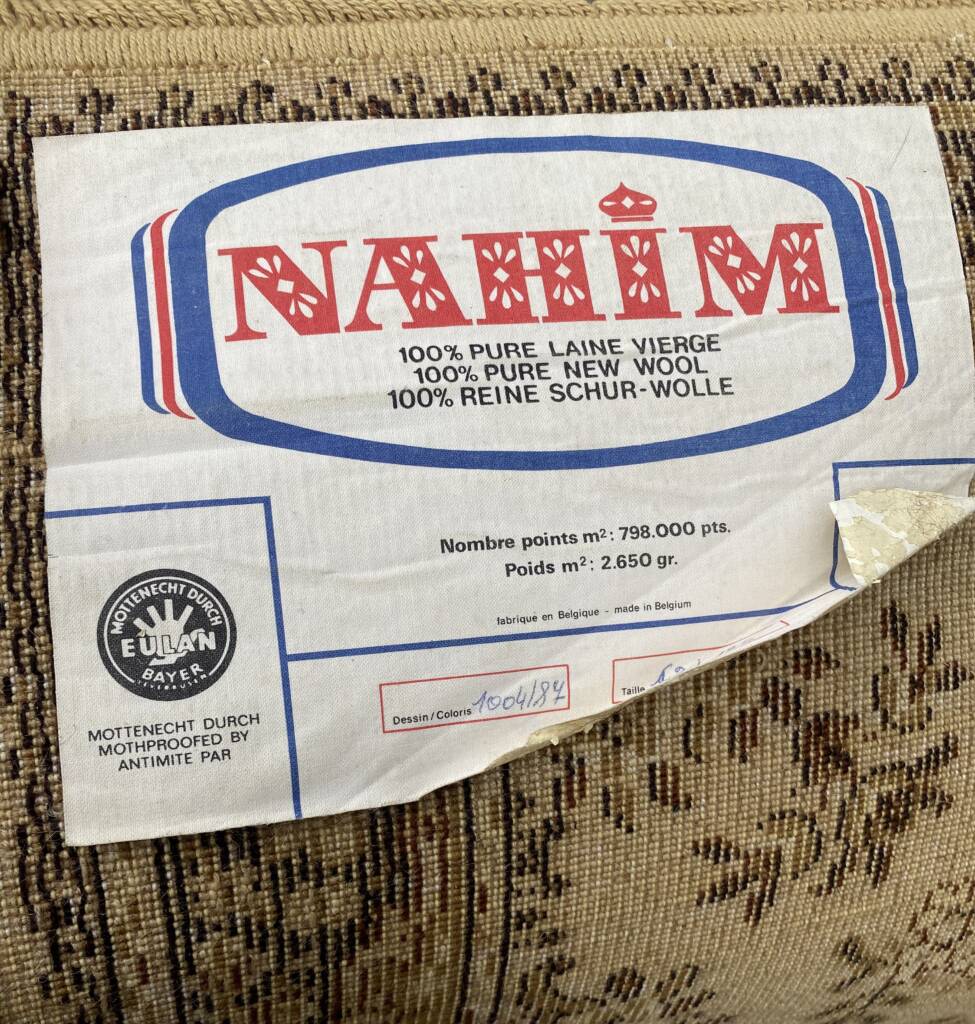 NAHIM
100% PURE LAINE VIERGE
100% PURE NEW WOOL
100% REINE SCHUR-WOLLE
Nombre points m²: 798.000 pts.
Poids m²: 2.650 gr.
fabrique en Belgique - made in Belgium
MOTTENECHT DURCH
EULAN
BAYER
LEVERKUSEN
MOTTENECHT DURCH
MOTHPROOFED BY
ANTIMITE PAR
Dessin/Coloris 1004/87
Taille